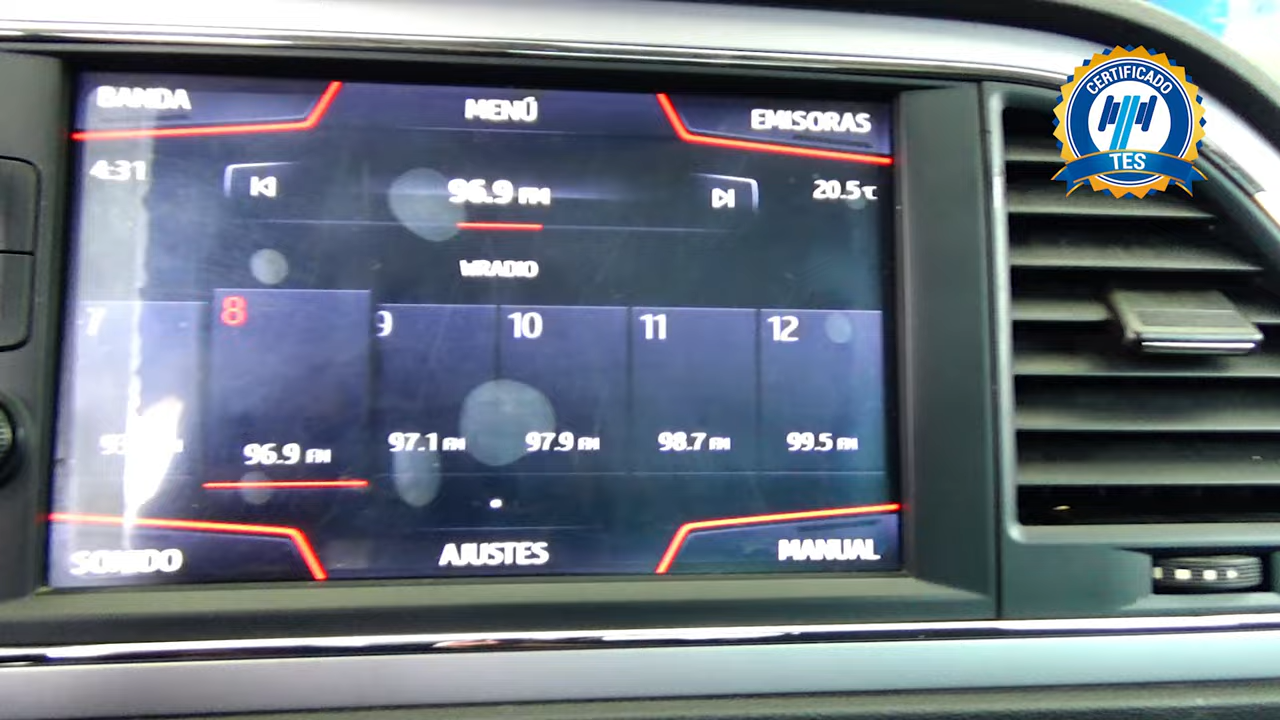 BANDA MENÚ EMISORAS
4:31 96.9 FM 20.5°C
WRADIO
7 8 9 10 11 12
96.9 FM 97.1 FM 97.9 FM 98.7 FM 99.5 FM
SONIDO AJUSTES MANUAL
CERTIFICADO
TES